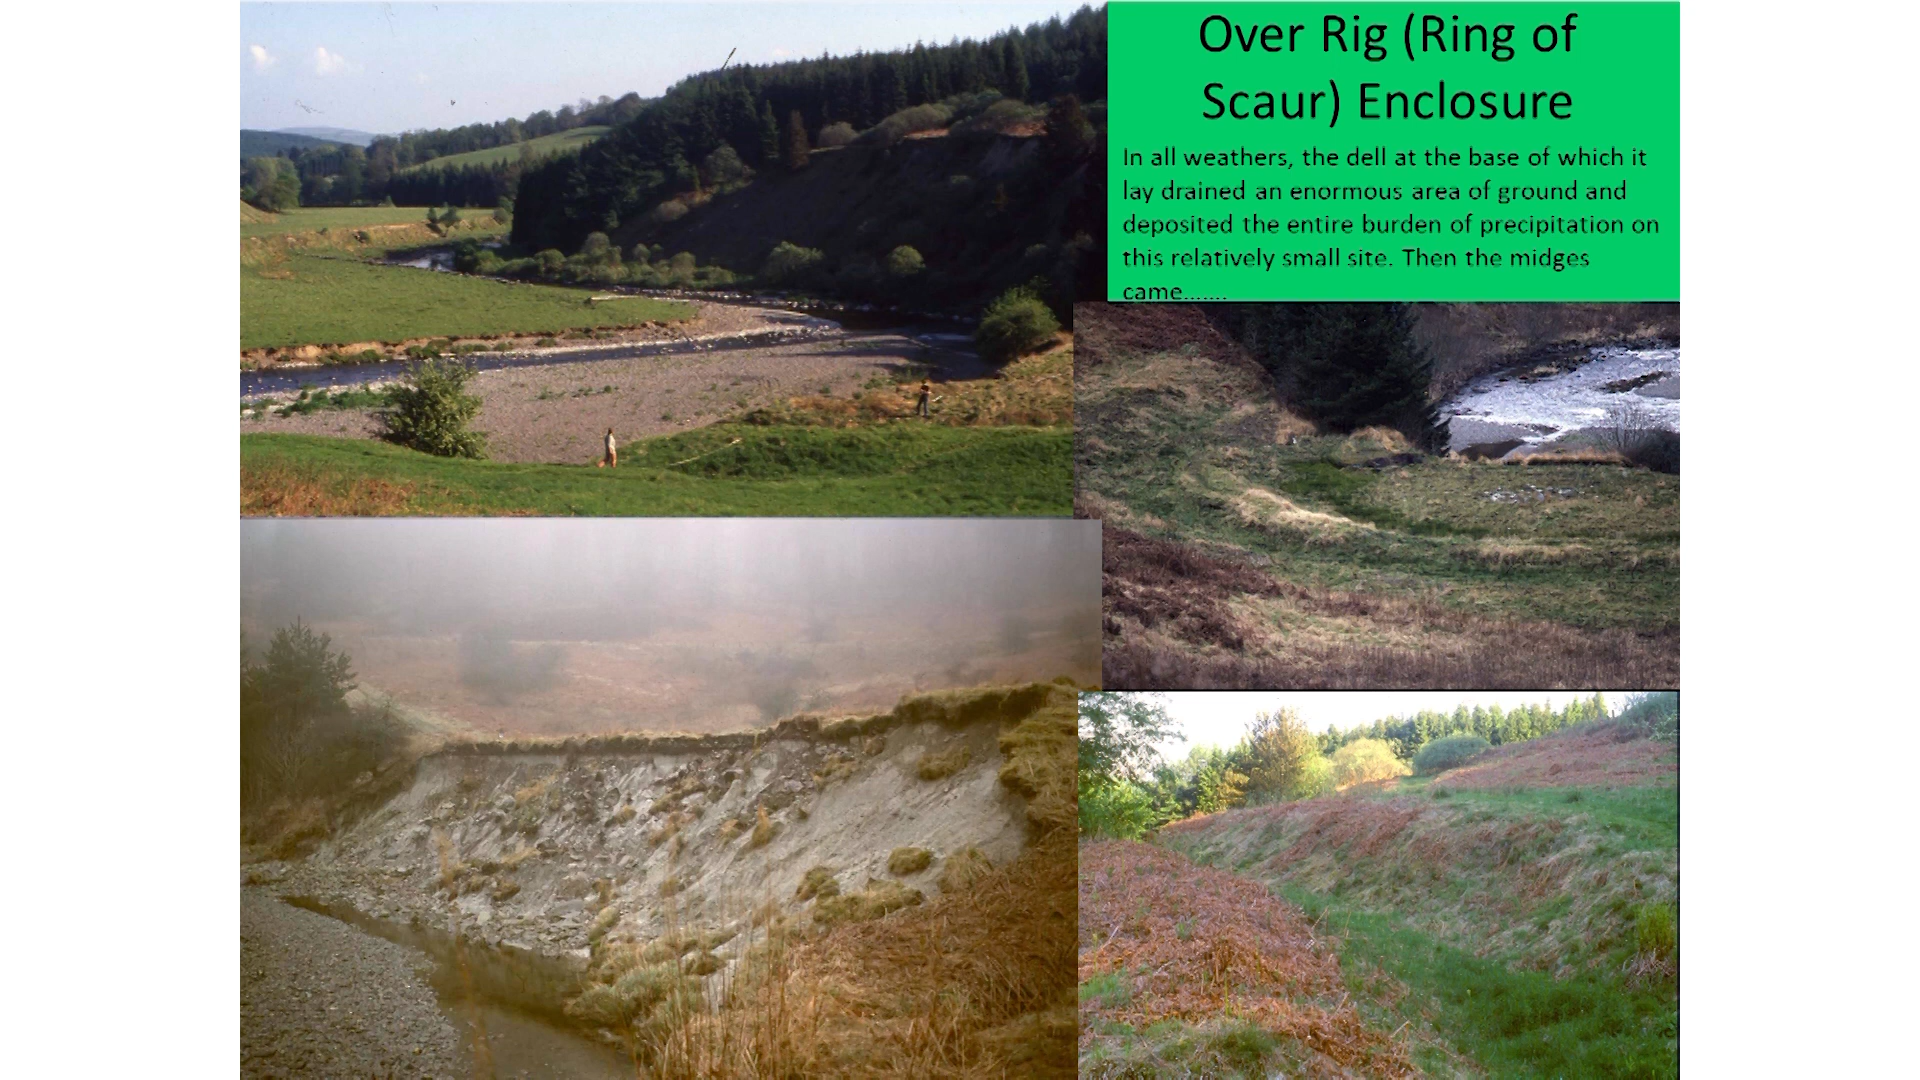 Over Rig (Ring of
Scaur) Enclosure
In all weathers, the dell at the base of which it
lay drained an enormous area of ground and
deposited the entire burden of precipitation on
this relatively small site. Then the midges
came.......